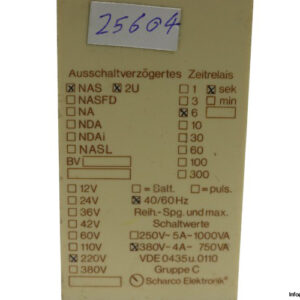 25604
Ausschaltverzögertes Zeitrelais
NAS 2U 1 sek
NASFD 3 min
NA 6
NDA 10
NDAi 30
NASL 60
BV 100
300
12V =Batt. =puls.
24V 40/60Hz
36V Reih.-Spg. und max.
42V Schaltwerte
60V 250V-5A-1000VA
110V 380V-4A- 750VA
220V VDE 0435 u. 0110
380V Gruppe C
Scharco Elektronik